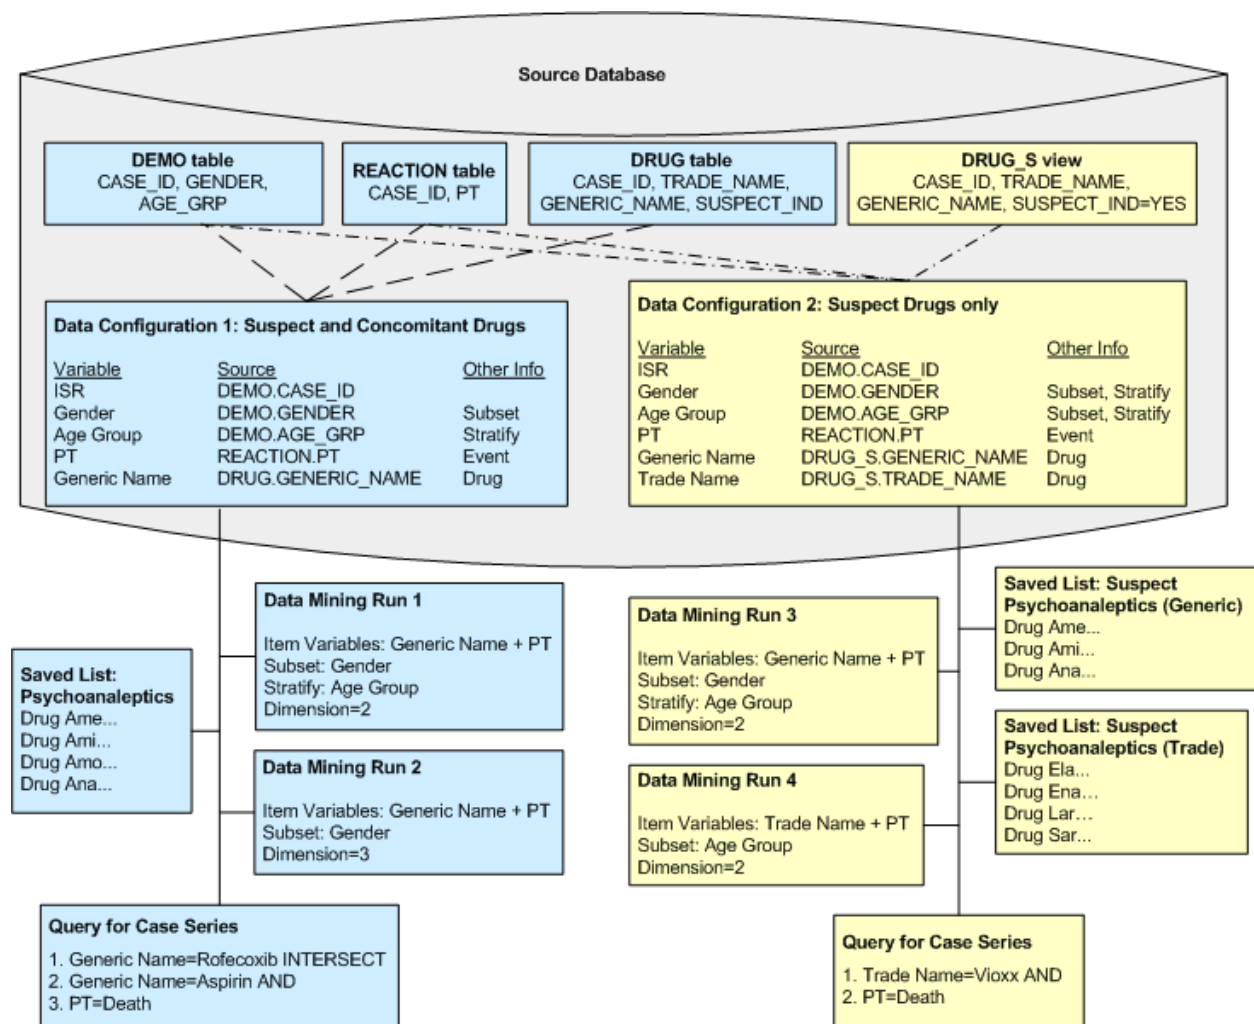 Source Database
DEMO table
CASE_ID, GENDER,
AGE_GRP
REACTION table
CASE_ID, PT
DRUG table
CASE_ID, TRADE_NAME,
GENERIC_NAME, SUSPECT_IND
DRUG_S view
CASE_ID, TRADE_NAME,
GENERIC_NAME, SUSPECT_IND=YES
Data Configuration 1: Suspect and Concomitant Drugs
Variable Source Other Info
ISR DEMO.CASE_ID
Gender DEMO.GENDER Subset
Age Group DEMO.AGE_GRP Stratify
PT REACTION.PT Event
Generic Name DRUG.GENERIC_NAME Drug
Data Configuration 2: Suspect Drugs only
Variable Source Other Info
ISR DEMO.CASE_ID
Gender DEMO.GENDER Subset, Stratify
Age Group DEMO.AGE_GRP Subset, Stratify
PT REACTION.PT Event
Generic Name DRUG_S.GENERIC_NAME Drug
Trade Name DRUG_S.TRADE_NAME Drug
Saved List:
Psychoanaleptics
Drug Ame...
Drug Ami...
Drug Amo...
Drug Ana...
Data Mining Run 1
Item Variables: Generic Name + PT
Subset: Gender
Stratify: Age Group
Dimension=2
Data Mining Run 2
Item Variables: Generic Name + PT
Subset: Gender
Dimension=3
Query for Case Series
1. Generic Name=Rofecoxib INTERSECT
2. Generic Name=Aspirin AND
3. PT=Death
Data Mining Run 3
Item Variables: Generic Name + PT
Subset: Gender
Stratify: Age Group
Dimension=2
Data Mining Run 4
Item Variables: Trade Name + PT
Subset: Age Group
Dimension=2
Saved List: Suspect
Psychoanaleptics (Generic)
Drug Ame...
Drug Ami...
Drug Ana...
Saved List: Suspect
Psychoanaleptics (Trade)
Drug Ela...
Drug Ena...
Drug Lar...
Drug Sar...
Query for Case Series
1. Trade Name=Vioxx AND
2. PT=Death